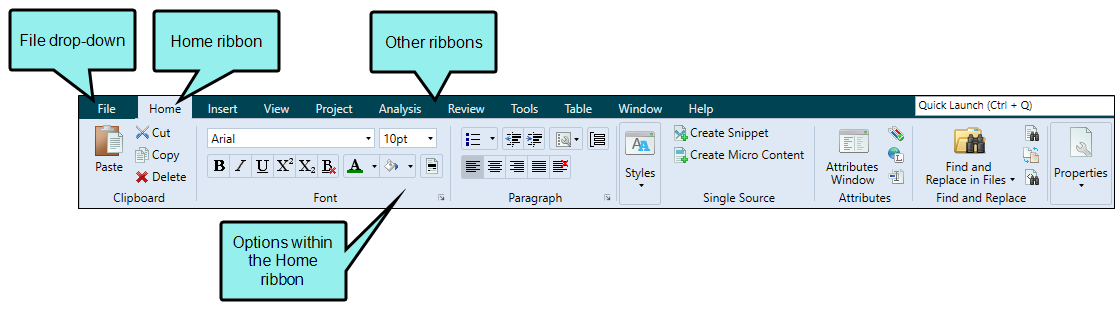 File drop-down
Home ribbon
Other ribbons
File
Home
Insert
View
Project
Analysis
Review
Tools
Table
Window
Help
Quick Launch (Ctrl + Q)
Paste
Cut
Copy
Delete
Clipboard
Arial
10pt
B I U X² X₂ B
A
Font
Paragraph
Styles
Create Snippet
Create Micro Content
Single Source
Attributes
Window
Attributes
Find and
Replace in Files
Find and Replace
Properties
Options within
the Home
ribbon